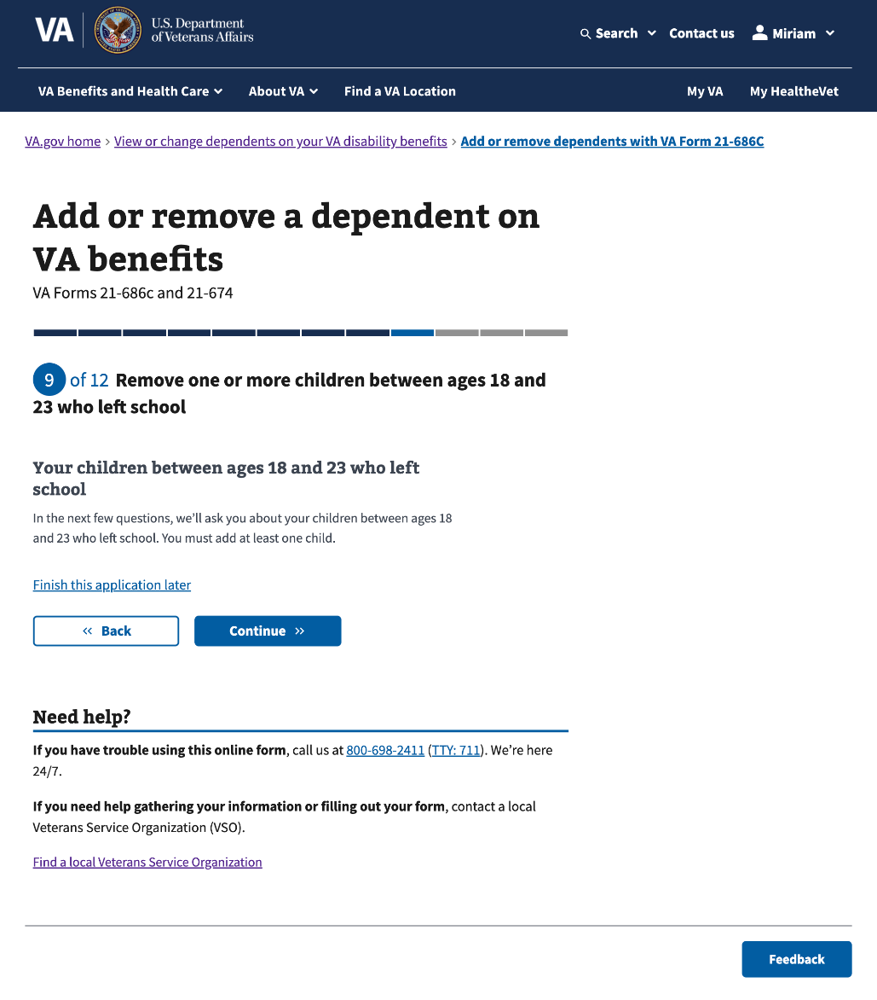 VA
U.S. Department
of Veterans Affairs
Search
Contact us
Miriam
VA Benefits and Health Care
About VA
Find a VA Location
My VA
My HealtheVet
VA.gov home › View or change dependents on your VA disability benefits › Add or remove dependents with VA Form 21-686C
Add or remove a dependent on
VA benefits
VA Forms 21-686c and 21-674
9 of 12 Remove one or more children between ages 18 and
23 who left school
Your children between ages 18 and 23 who left
school
In the next few questions, we’ll ask you about your children between ages 18
and 23 who left school. You must add at least one child.
Finish this application later
Back
Continue
Need help?
If you have trouble using this online form, call us at 800-698-2411 (TTY: 711). We’re here
24/7.
If you need help gathering your information or filling out your form, contact a local
Veterans Service Organization (VSO).
Find a local Veterans Service Organization
Feedback